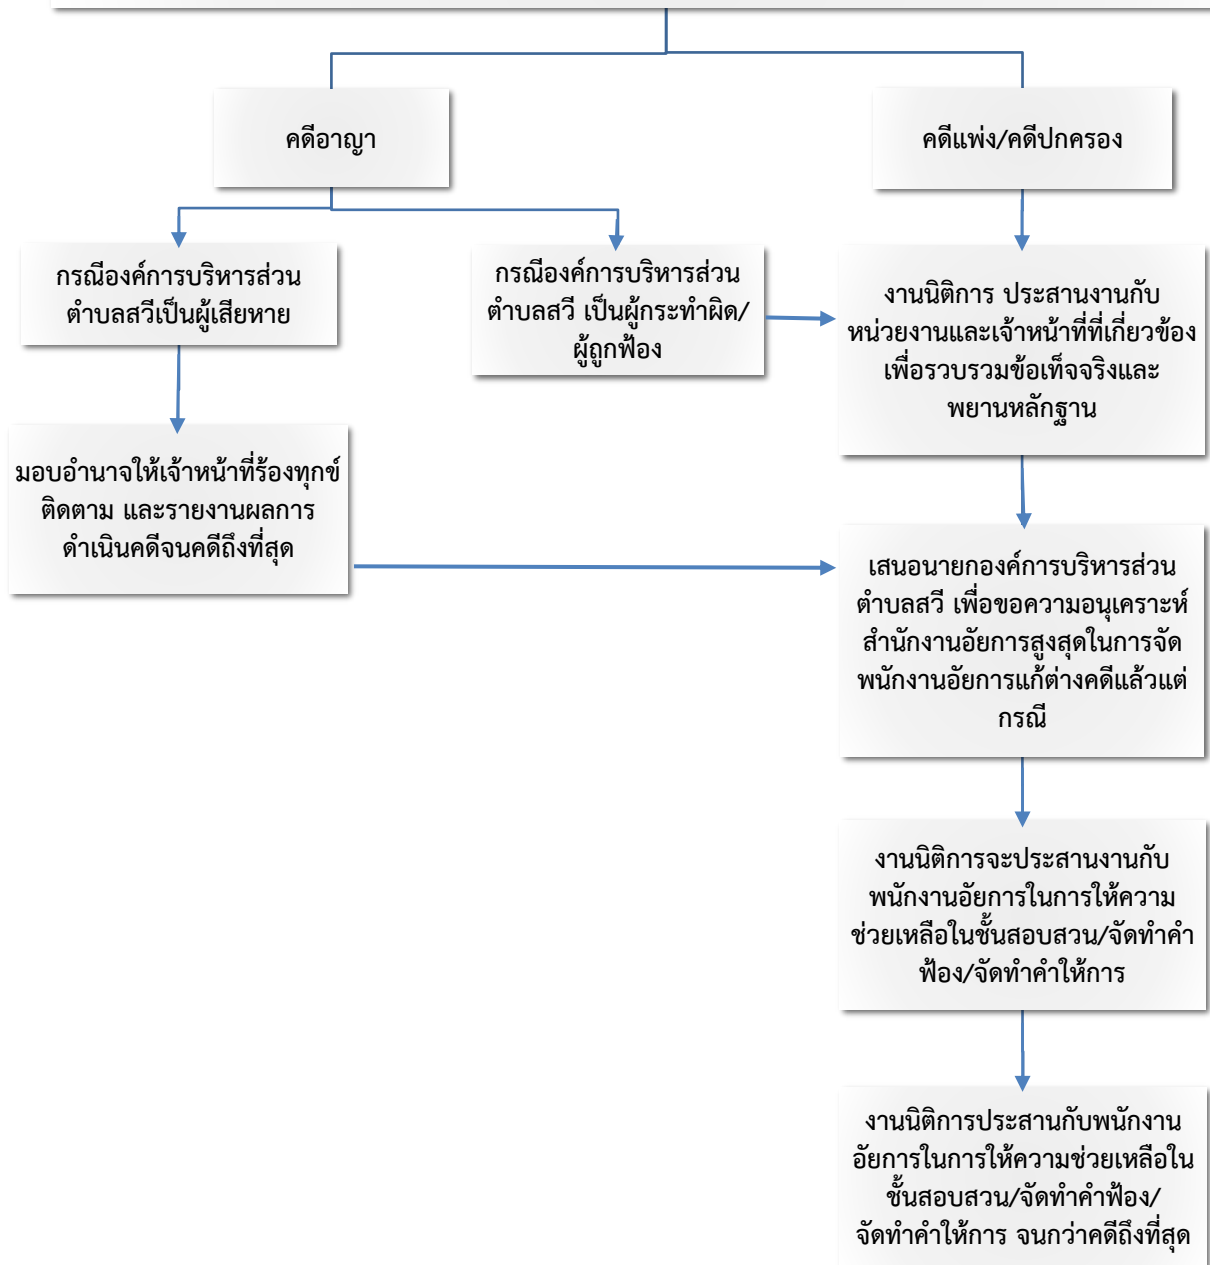 คดีอาญา
คดีแพ่ง/คดีปกครอง
กรณีองค์การบริหารส่วน
ตำบลสวีเป็นผู้เสียหาย
กรณีองค์การบริหารส่วน
ตำบลสวี เป็นผู้กระทำผิด/
ผู้ถูกฟ้อง
งานนิติการ ประสานงานกับ
หน่วยงานและเจ้าหน้าที่ที่เกี่ยวข้อง
เพื่อรวบรวมข้อเท็จจริงและ
พยานหลักฐาน
มอบอำนาจให้เจ้าหน้าที่ร้องทุกข์
ติดตาม และรายงานผลการ
ดำเนินคดีจนคดีถึงที่สุด
เสนอนายกองค์การบริหารส่วน
ตำบลสวี เพื่อขอความอนุเคราะห์
สำนักงานอัยการสูงสุดในการจัด
พนักงานอัยการแก้ต่างคดีแล้วแต่
กรณี
งานนิติการจะประสานงานกับ
พนักงานอัยการในการให้ความ
ช่วยเหลือในชั้นสอบสวน/จัดทำคำ
ฟ้อง/จัดทำคำให้การ
งานนิติการประสานกับพนักงาน
อัยการในการให้ความช่วยเหลือใน
ชั้นสอบสวน/จัดทำคำฟ้อง/
จัดทำคำให้การ จนกว่าคดีถึงที่สุด